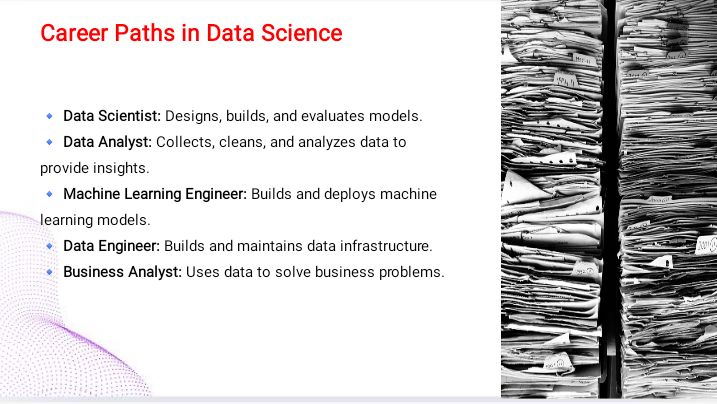 Career Paths in Data Science
🔹 Data Scientist: Designs, builds, and evaluates models.
🔹 Data Analyst: Collects, cleans, and analyzes data to
provide insights.
🔹 Machine Learning Engineer: Builds and deploys machine
learning models.
🔹 Data Engineer: Builds and maintains data infrastructure.
🔹 Business Analyst: Uses data to solve business problems.